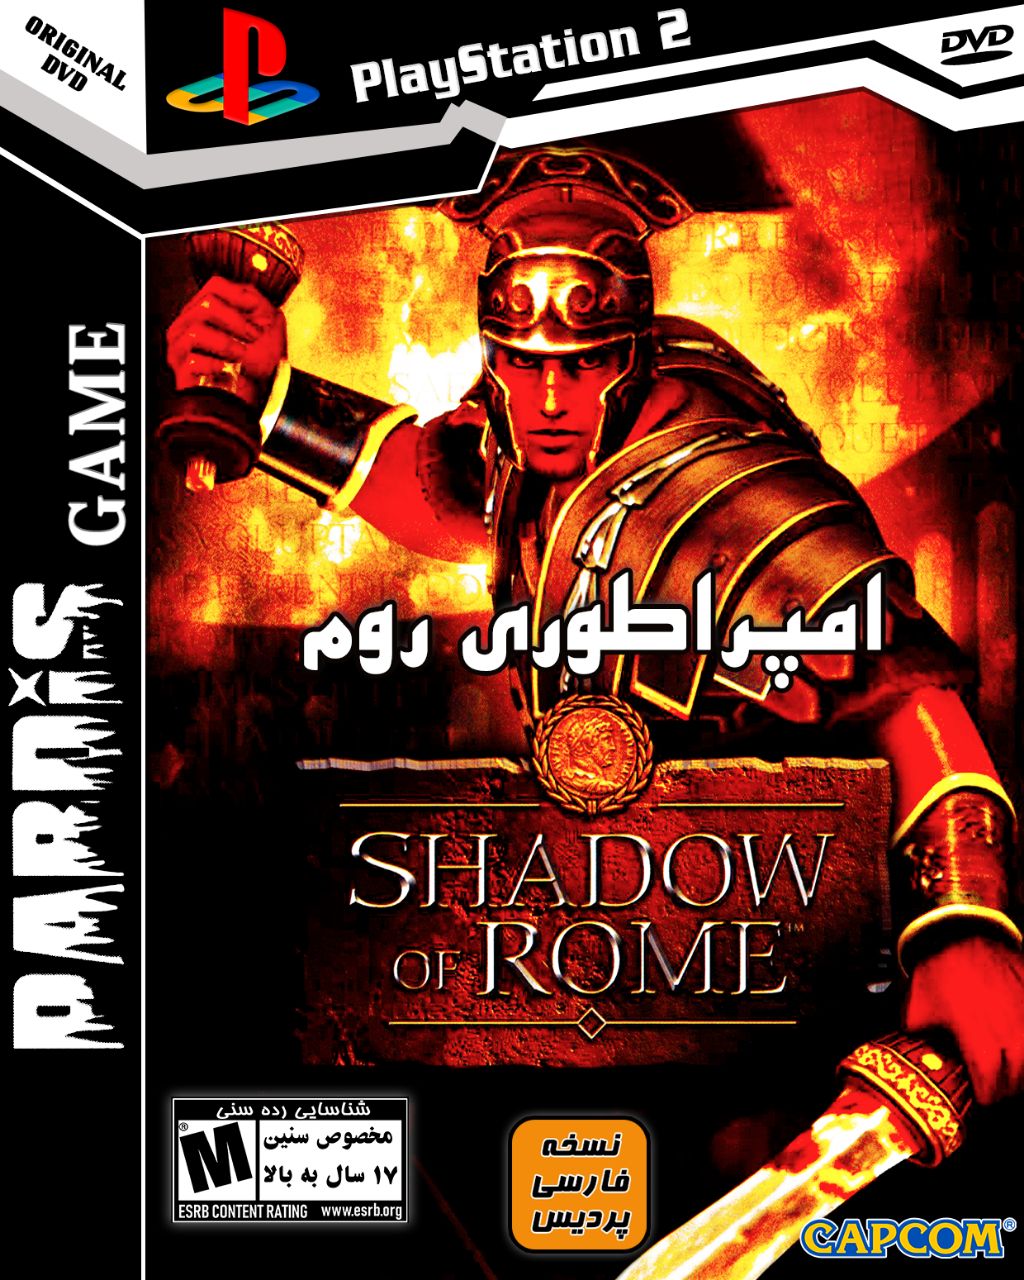 ORIGINAL
DVD
PlayStation 2
DVD
PARDIS GAME
امپراطوری روم
SHADOW
OF ROME™
شناسایی رده سنی
M®
مخصوص سنین
۱۷ سال به بالا
ESRB CONTENT RATING www.esrb.org
نسخه
فارسی
پردیس
CAPCOM®